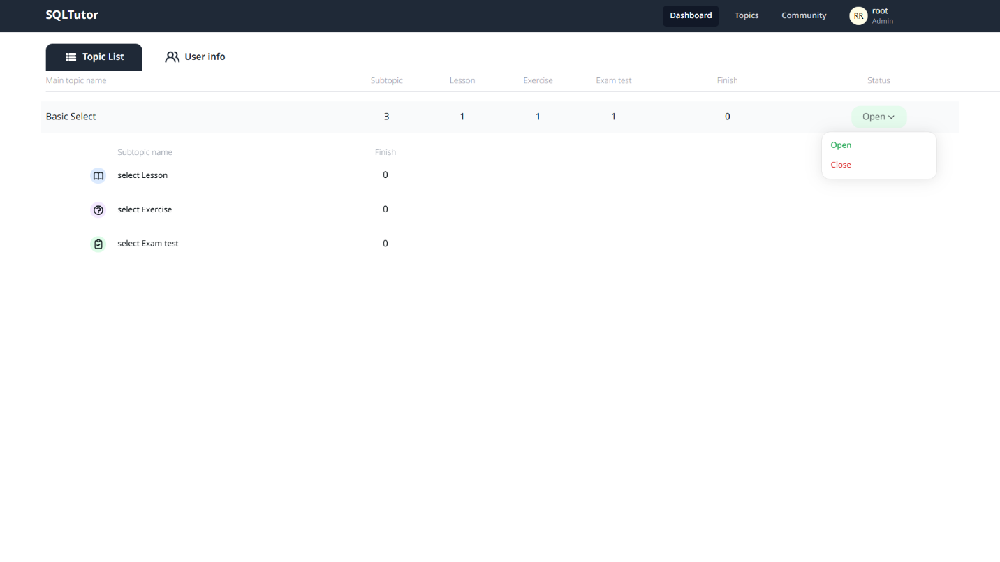 SQLTutor
Dashboard Topics Community RR root
Admin
Topic List User info
Main topic name Subtopic Lesson Exercise Exam test Finish Status
Basic Select 3 1 1 1 0 Open
Open
Close
Subtopic name Finish
select Lesson 0
select Exercise 0
select Exam test 0